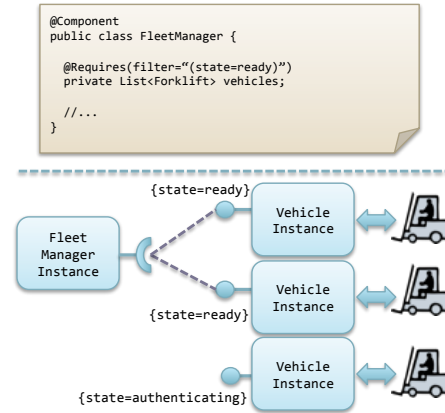 @Component
public class FleetManager {
@Requires(filter=“(state=ready)”)
private List<Forklift> vehicles;
//...
}
{state=ready}
Vehicle
Instance
Fleet
Manager
Instance
Vehicle
Instance
{state=ready}
Vehicle
Instance
{state=authenticating}